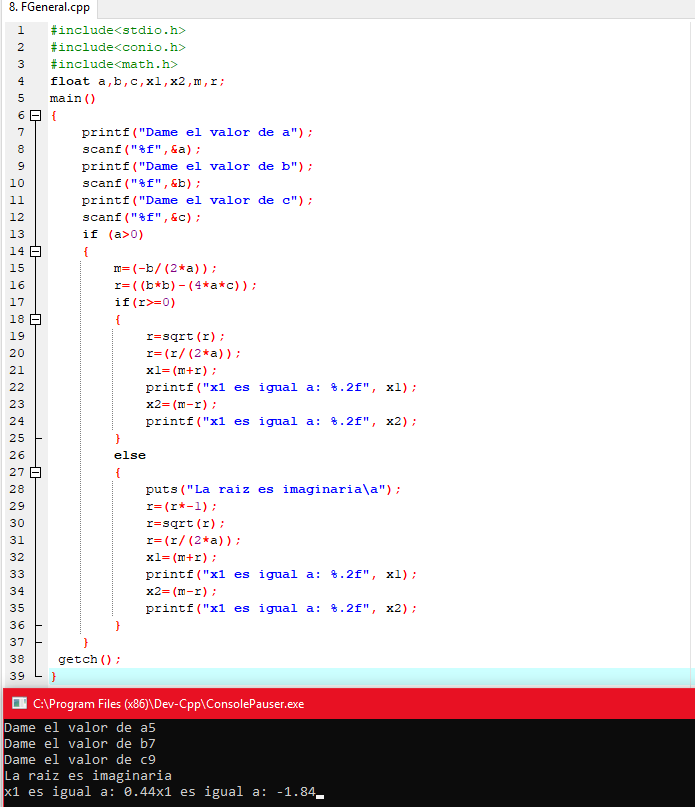 8. FGeneral.cpp
1 #include<stdio.h>
2 #include<conio.h>
3 #include<math.h>
4 float a,b,c,x1,x2,m,r;
5 main()
6 {
7 printf("Dame el valor de a");
8 scanf("%f",&a);
9 printf("Dame el valor de b");
10 scanf("%f",&b);
11 printf("Dame el valor de c");
12 scanf("%f",&c);
13 if (a>0)
14 {
15 m=(-b/(2*a));
16 r=((b*b)-(4*a*c));
17 if(r>=0)
18 {
19 r=sqrt(r);
20 r=(r/(2*a));
21 x1=(m+r);
22 printf("x1 es igual a: %.2f", x1);
23 x2=(m-r);
24 printf("x1 es igual a: %.2f", x2);
25 }
26 else
27 {
28 puts("La raiz es imaginaria\a");
29 r=(r*-1);
30 r=sqrt(r);
31 r=(r/(2*a));
32 x1=(m+r);
33 printf("x1 es igual a: %.2f", x1);
34 x2=(m-r);
35 printf("x1 es igual a: %.2f", x2);
36 }
37 }
38 getch();
39 }
C:\Program Files (x86)\Dev-Cpp\ConsolePauser.exe
Dame el valor de a5
Dame el valor de b7
Dame el valor de c9
La raiz es imaginaria
x1 es igual a: 0.44x1 es igual a: -1.84